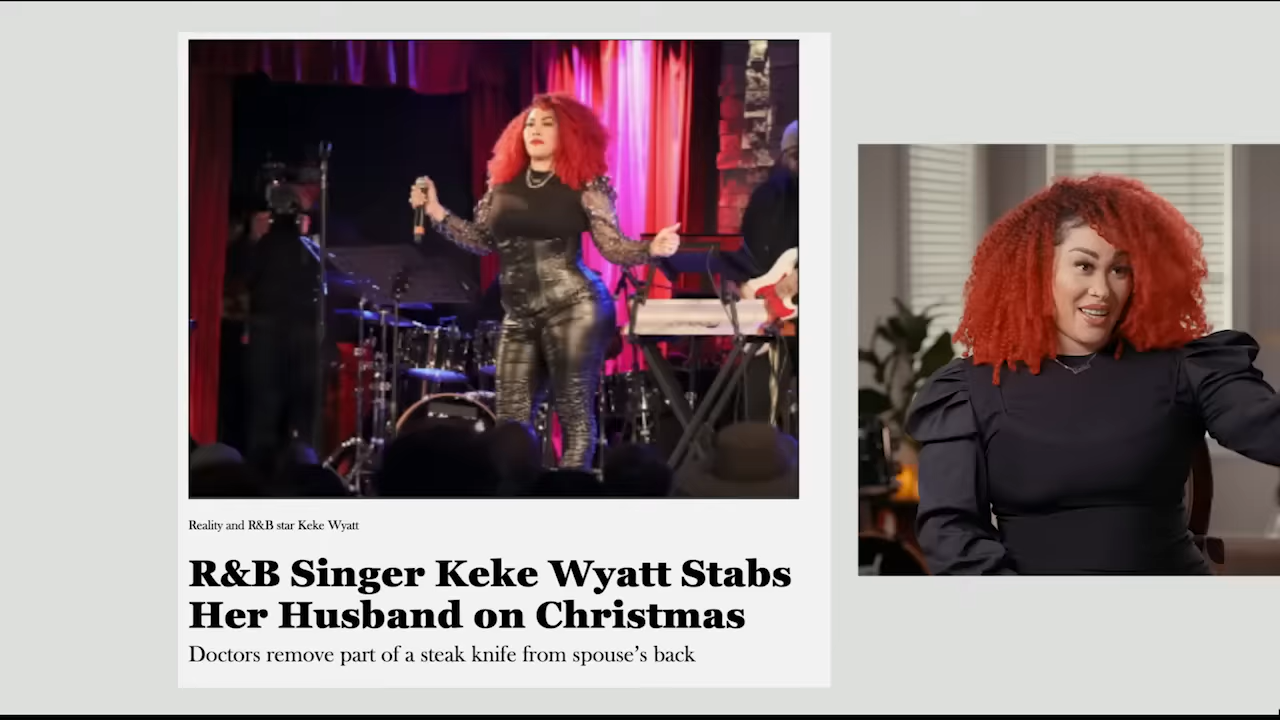 Reality and R&B star Keke Wyatt
R&B Singer Keke Wyatt Stabs
Her Husband on Christmas
Doctors remove part of a steak knife from spouse's back